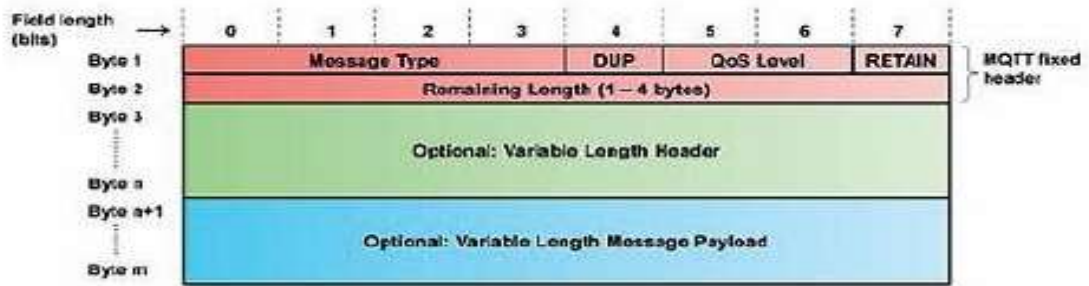 Field length
(bits)
0 1 2 3 4 5 6 7
Byte 1 Message Type DUP QoS Level RETAIN MQTT fixed
header
Byte 2 Remaining Length (1 – 4 bytes)
Byte 3
Optional: Variable Length Header
Byte n
Byte n+1
Optional: Variable Length Message Payload
Byte m